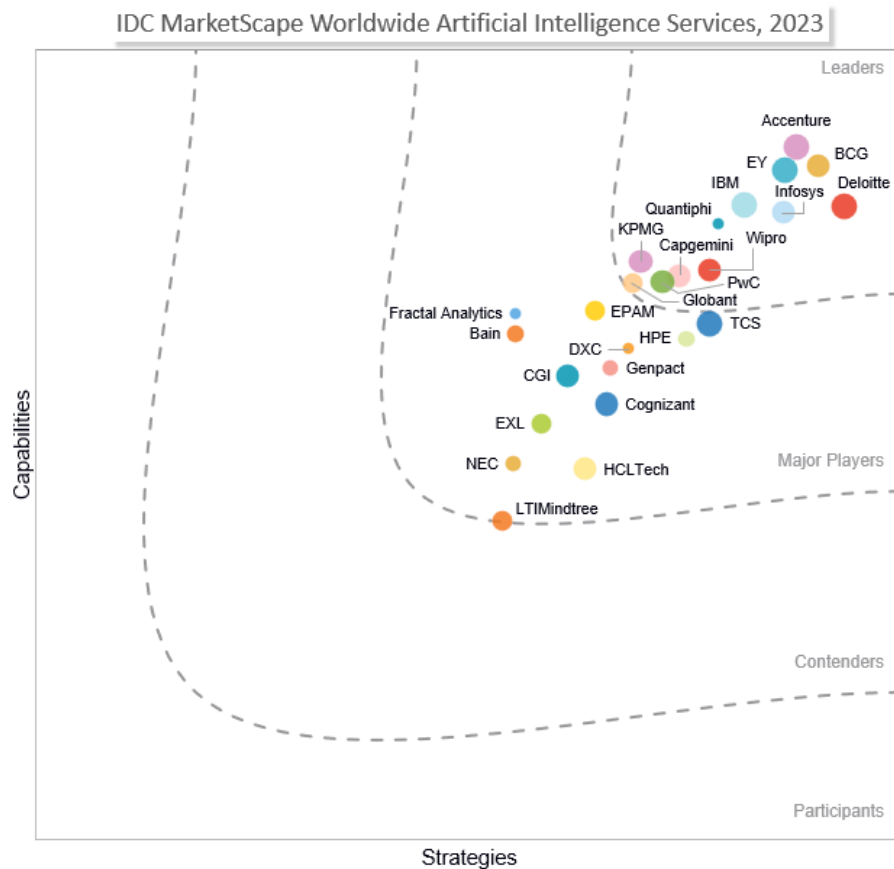 IDC MarketScape Worldwide Artificial Intelligence Services, 2023
Leaders
Accenture
BCG
EY
IBM
Infosys
Deloitte
Quantiphi
KPMG
Capgemini
Wipro
PwC
Globant
Fractal Analytics
EPAM
TCS
Bain
HPE
DXC
Genpact
CGI
Cognizant
EXL
Major Players
NEC
HCLTech
LTIMindtree
Capabilities
Contenders
Participants
Strategies